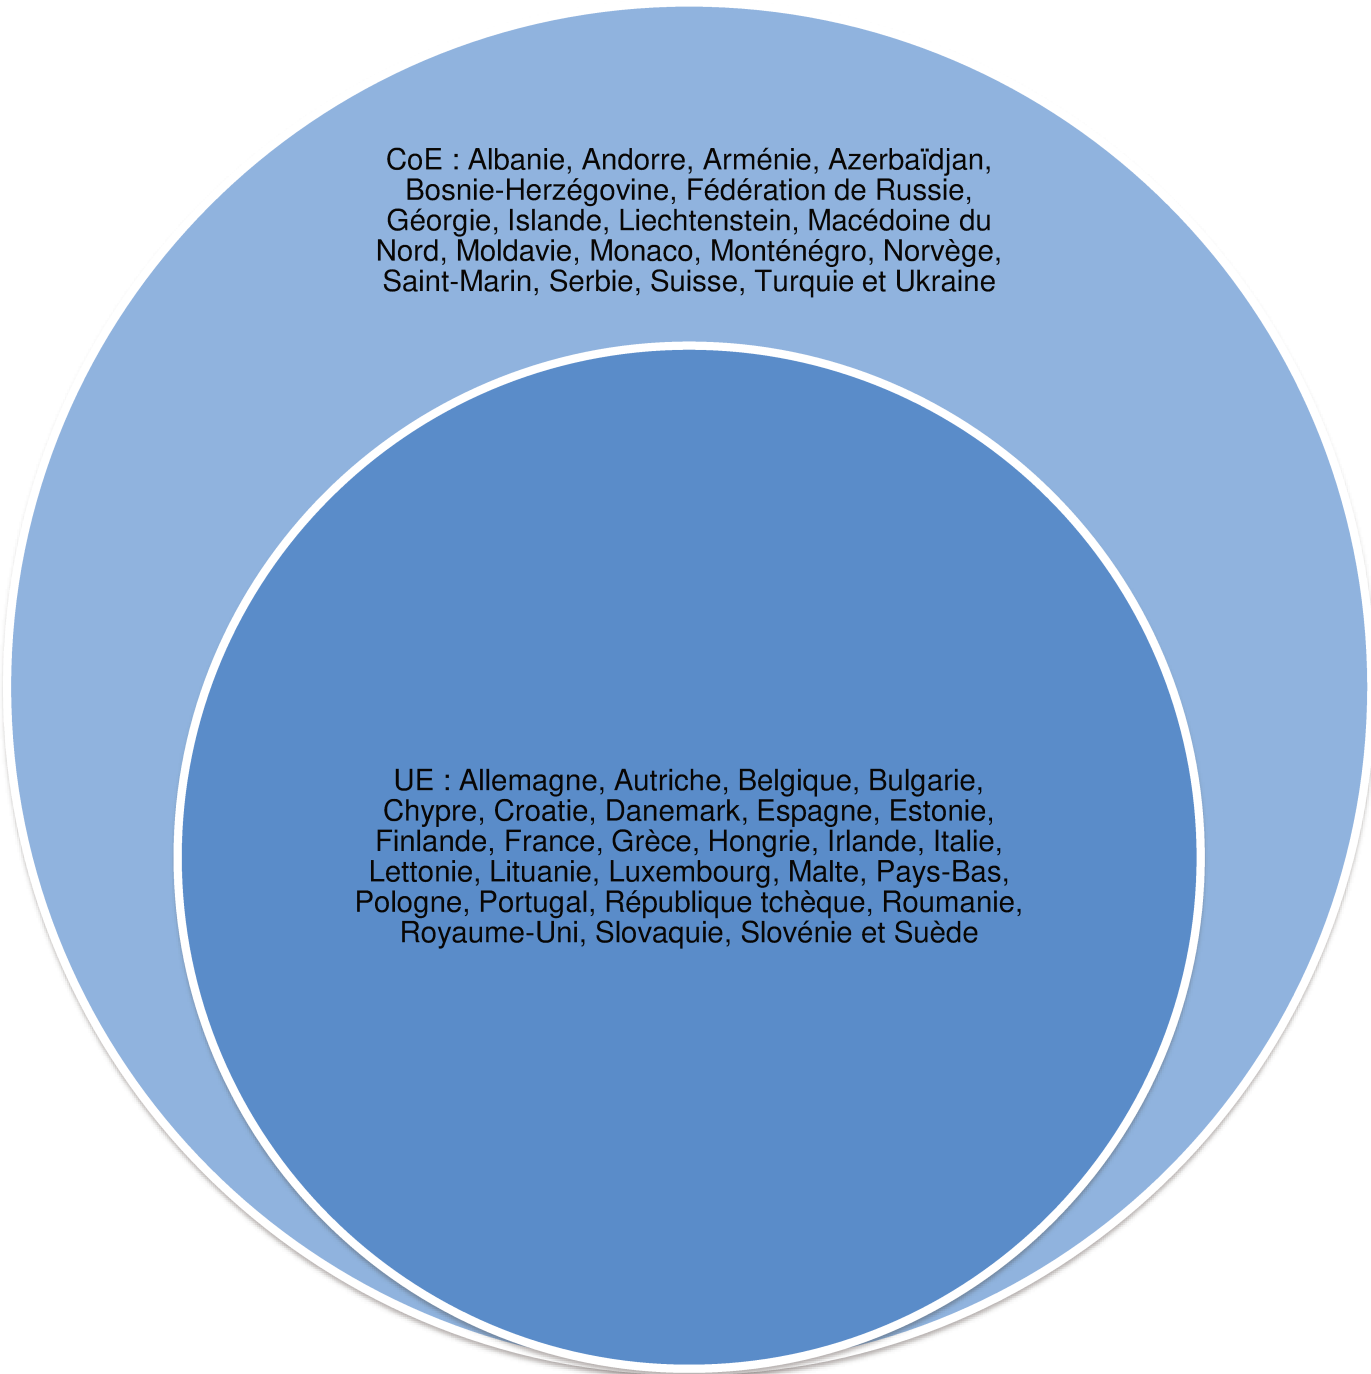 CoE : Albanie, Andorre, Arménie, Azerbaïdjan,
Bosnie-Herzégovine, Fédération de Russie,
Géorgie, Islande, Liechtenstein, Macédoine du
Nord, Moldavie, Monaco, Monténégro, Norvège,
Saint-Marin, Serbie, Suisse, Turquie et Ukraine
UE : Allemagne, Autriche, Belgique, Bulgarie,
Chypre, Croatie, Danemark, Espagne, Estonie,
Finlande, France, Grèce, Hongrie, Irlande, Italie,
Lettonie, Lituanie, Luxembourg, Malte, Pays-Bas,
Pologne, Portugal, République tchèque, Roumanie,
Royaume-Uni, Slovaquie, Slovénie et Suède